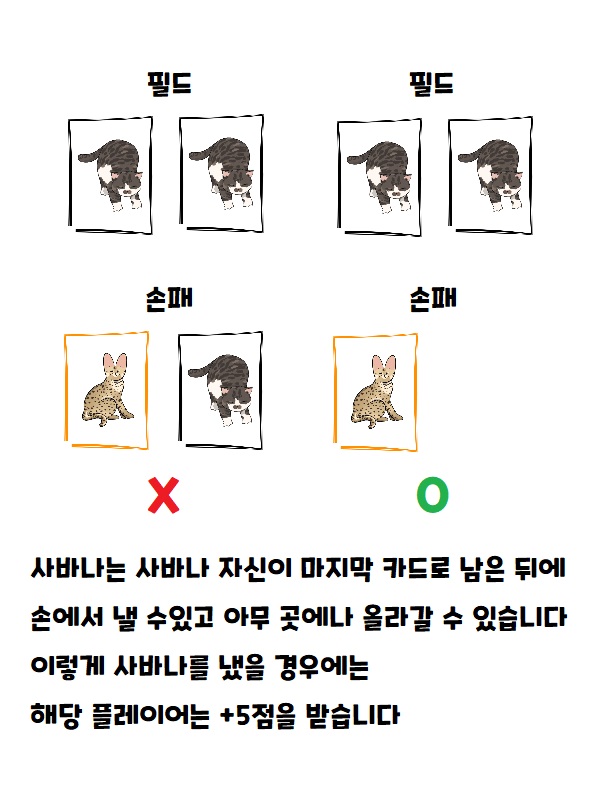 필드 필드
손패 손패
X O
사바나는 사바나 자신이 마지막 카드로 남은 뒤에
손에서 낼 수있고 아무 곳에나 올라갈 수 있습니다
이렇게 사바나를 냈을 경우에는
해당 플레이어는 +5점을 받습니다